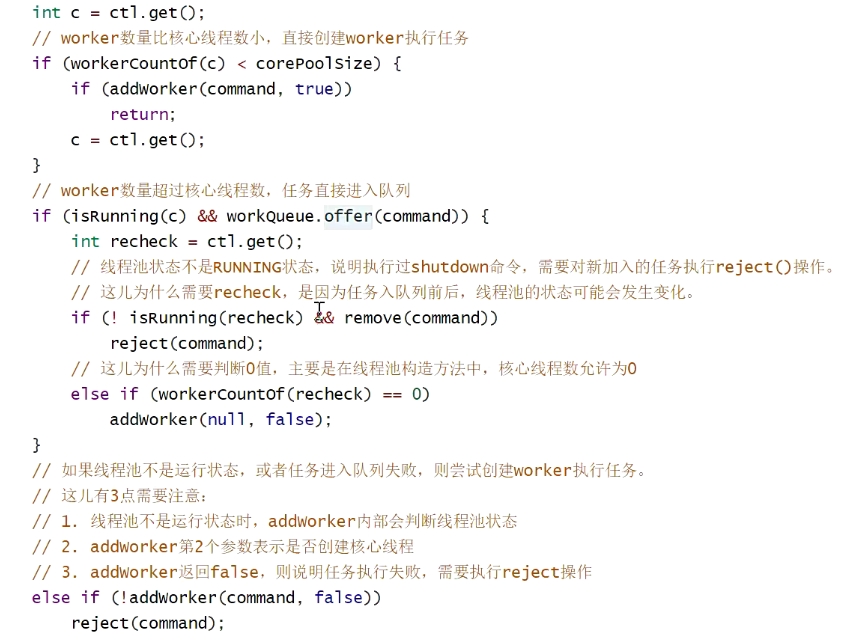 int c = ctl.get();
// worker数量比核心线程数小，直接创建worker执行任务
if (workerCountOf(c) < corePoolSize) {
    if (addWorker(command, true))
        return;
    c = ctl.get();
}
// worker数量超过核心线程数，任务直接进入队列
if (isRunning(c) && workQueue.offer(command)) {
    int recheck = ctl.get();
    // 线程池状态不是RUNNING状态，说明执行过shutdown命令，需要对新加入的任务执行reject()操作。
    // 这儿为什么需要recheck，是因为任务入队列前后，线程池的状态可能会发生变化。
    if (! isRunning(recheck) && remove(command))
        reject(command);
    // 这儿为什么需要判断0值，主要是在线程池构造方法中，核心线程数允许为0
    else if (workerCountOf(recheck) == 0)
        addWorker(null, false);
}
// 如果线程池不是运行状态，或者任务进入队列失败，则尝试创建worker执行任务。
// 这儿有3点需要注意：
// 1. 线程池不是运行状态时，addWorker内部会判断线程池状态
// 2. addWorker第2个参数表示是否创建核心线程
// 3. addWorker返回false，则说明任务执行失败，需要执行reject操作
else if (!addWorker(command, false))
    reject(command);